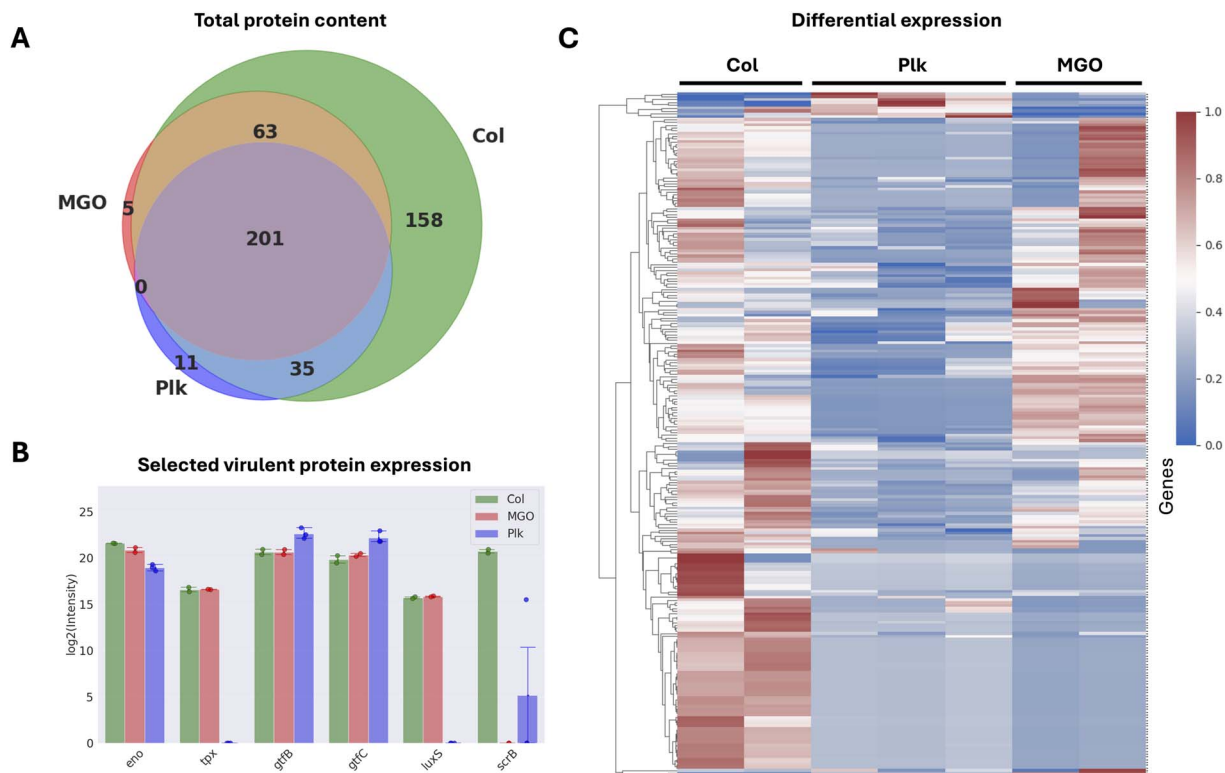 Total protein content
A
MGO
Col
Plk
63
5
158
201
0
11
35
B
Selected virulent protein expression
log2(Intensity)
25
20
15
10
5
0
Col
MGO
Plk
eno
tpx
gtfB
gtfC
luxS
scrB
C
Differential expression
Col
Plk
MGO
1.0
0.8
0.6
0.4
0.2
0.0
Genes